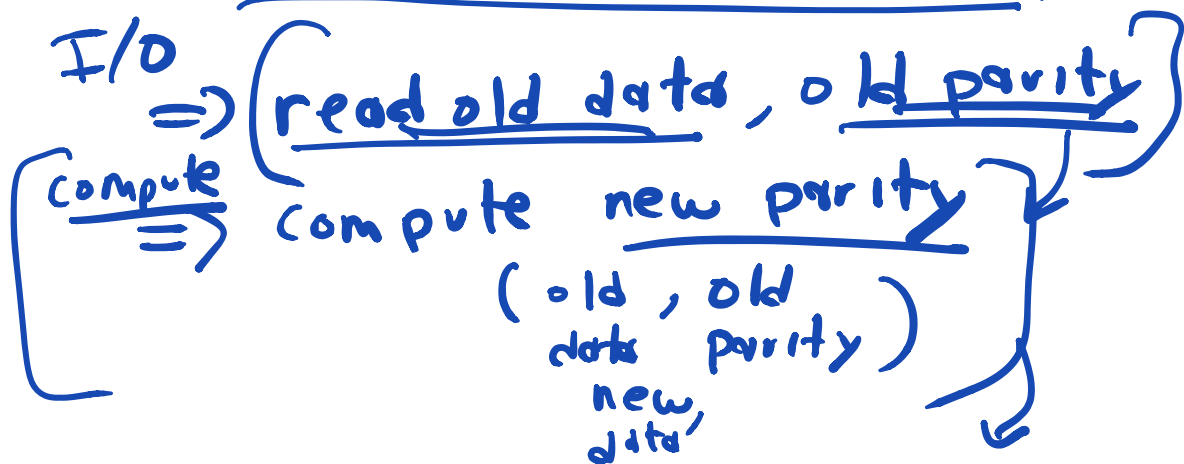 I/O
=> [read old data, old parity]
compute
=> compute new parity
(old, old
data parity)
new,
data